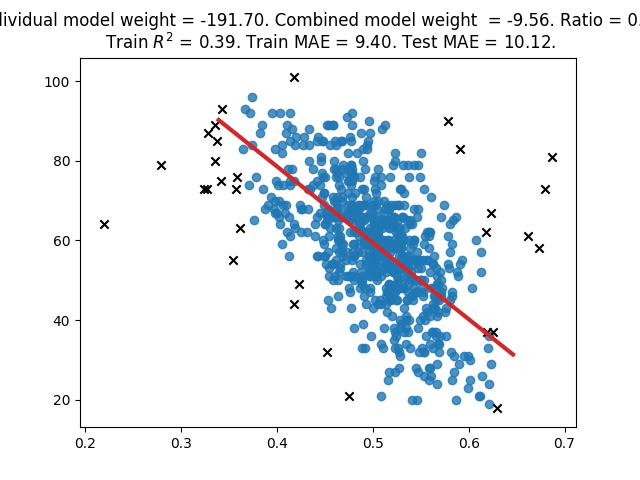 dividual model weight = -191.70. Combined model weight = -9.56. Ratio = 0.
Train R² = 0.39. Train MAE = 9.40. Test MAE = 10.12.
100
80
60
40
20
0.2 0.3 0.4 0.5 0.6 0.7